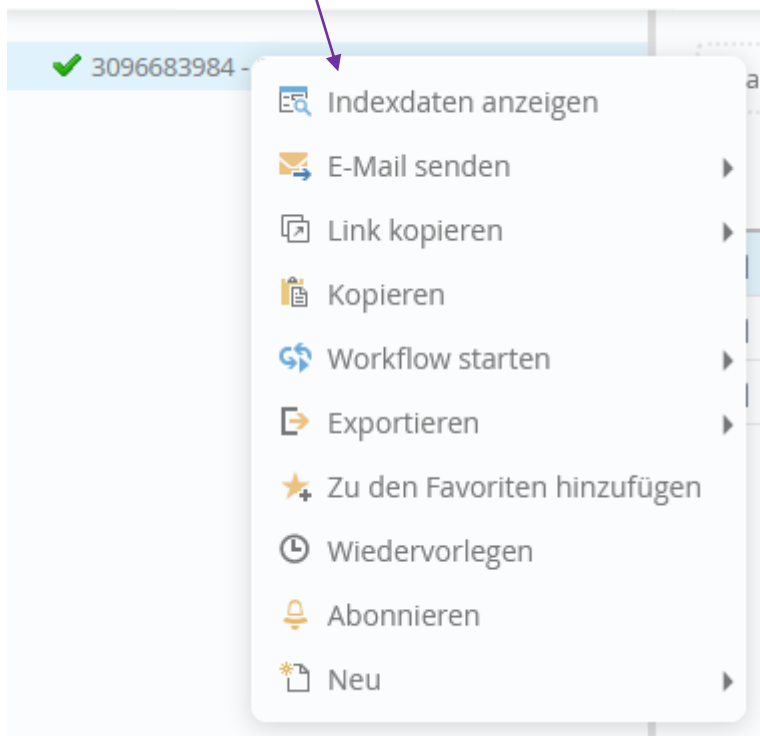 3096683984 -
Indexdaten anzeigen
E-Mail senden
Link kopieren
Kopieren
Workflow starten
Exportieren
Zu den Favoriten hinzufügen
Wiedervorlegen
Abonnieren
Neu